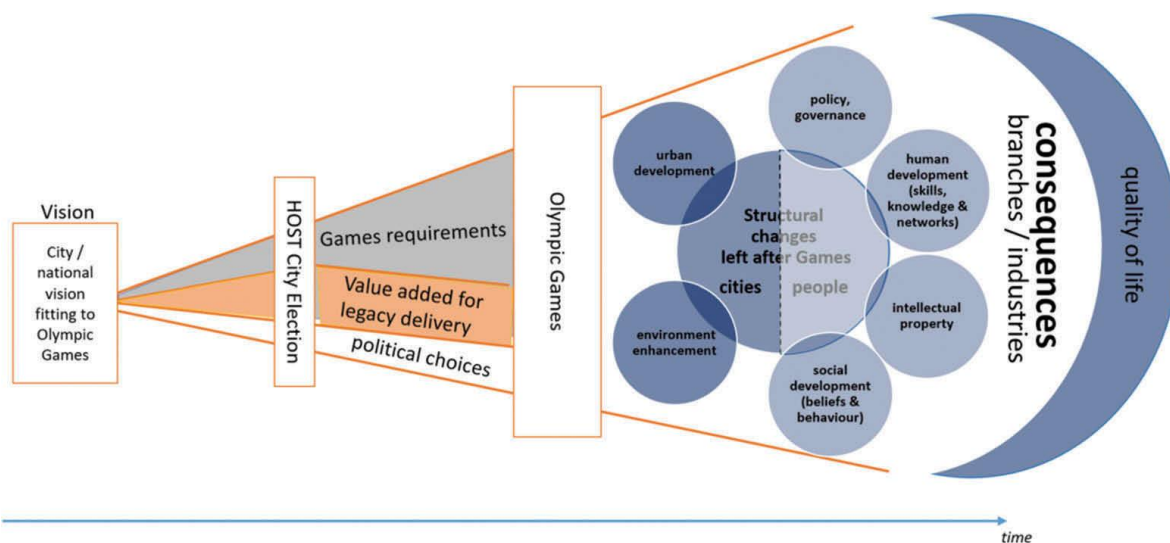 Vision
City /
national
vision
fitting to
Olympic
Games
HOST City Election
Games requirements
Value added for
legacy delivery
political choices
Olympic Games
urban
development
environment
enhancement
policy,
governance
human
development
(skills,
knowledge &
networks)
intellectual
property
social
development
(beliefs &
behaviour)
Structural
changes
left after Games
cities people
consequences
branches / industries
quality of life
time